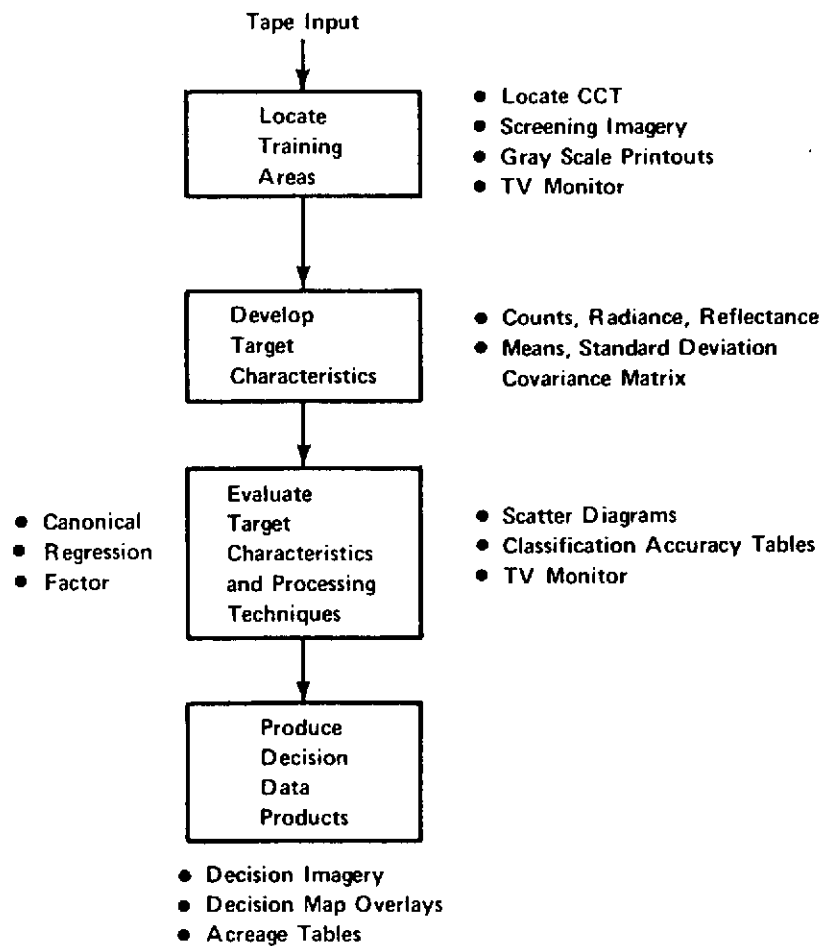 Tape Input
Locate
Training
Areas
● Locate CCT
● Screening Imagery
● Gray Scale Printouts
● TV Monitor
Develop
Target
Characteristics
● Counts, Radiance, Reflectance
● Means, Standard Deviation
Covariance Matrix
● Canonical
● Regression
● Factor
Evaluate
Target
Characteristics
and Processing
Techniques
● Scatter Diagrams
● Classification Accuracy Tables
● TV Monitor
Produce
Decision
Data
Products
● Decision Imagery
● Decision Map Overlays
● Acreage Tables